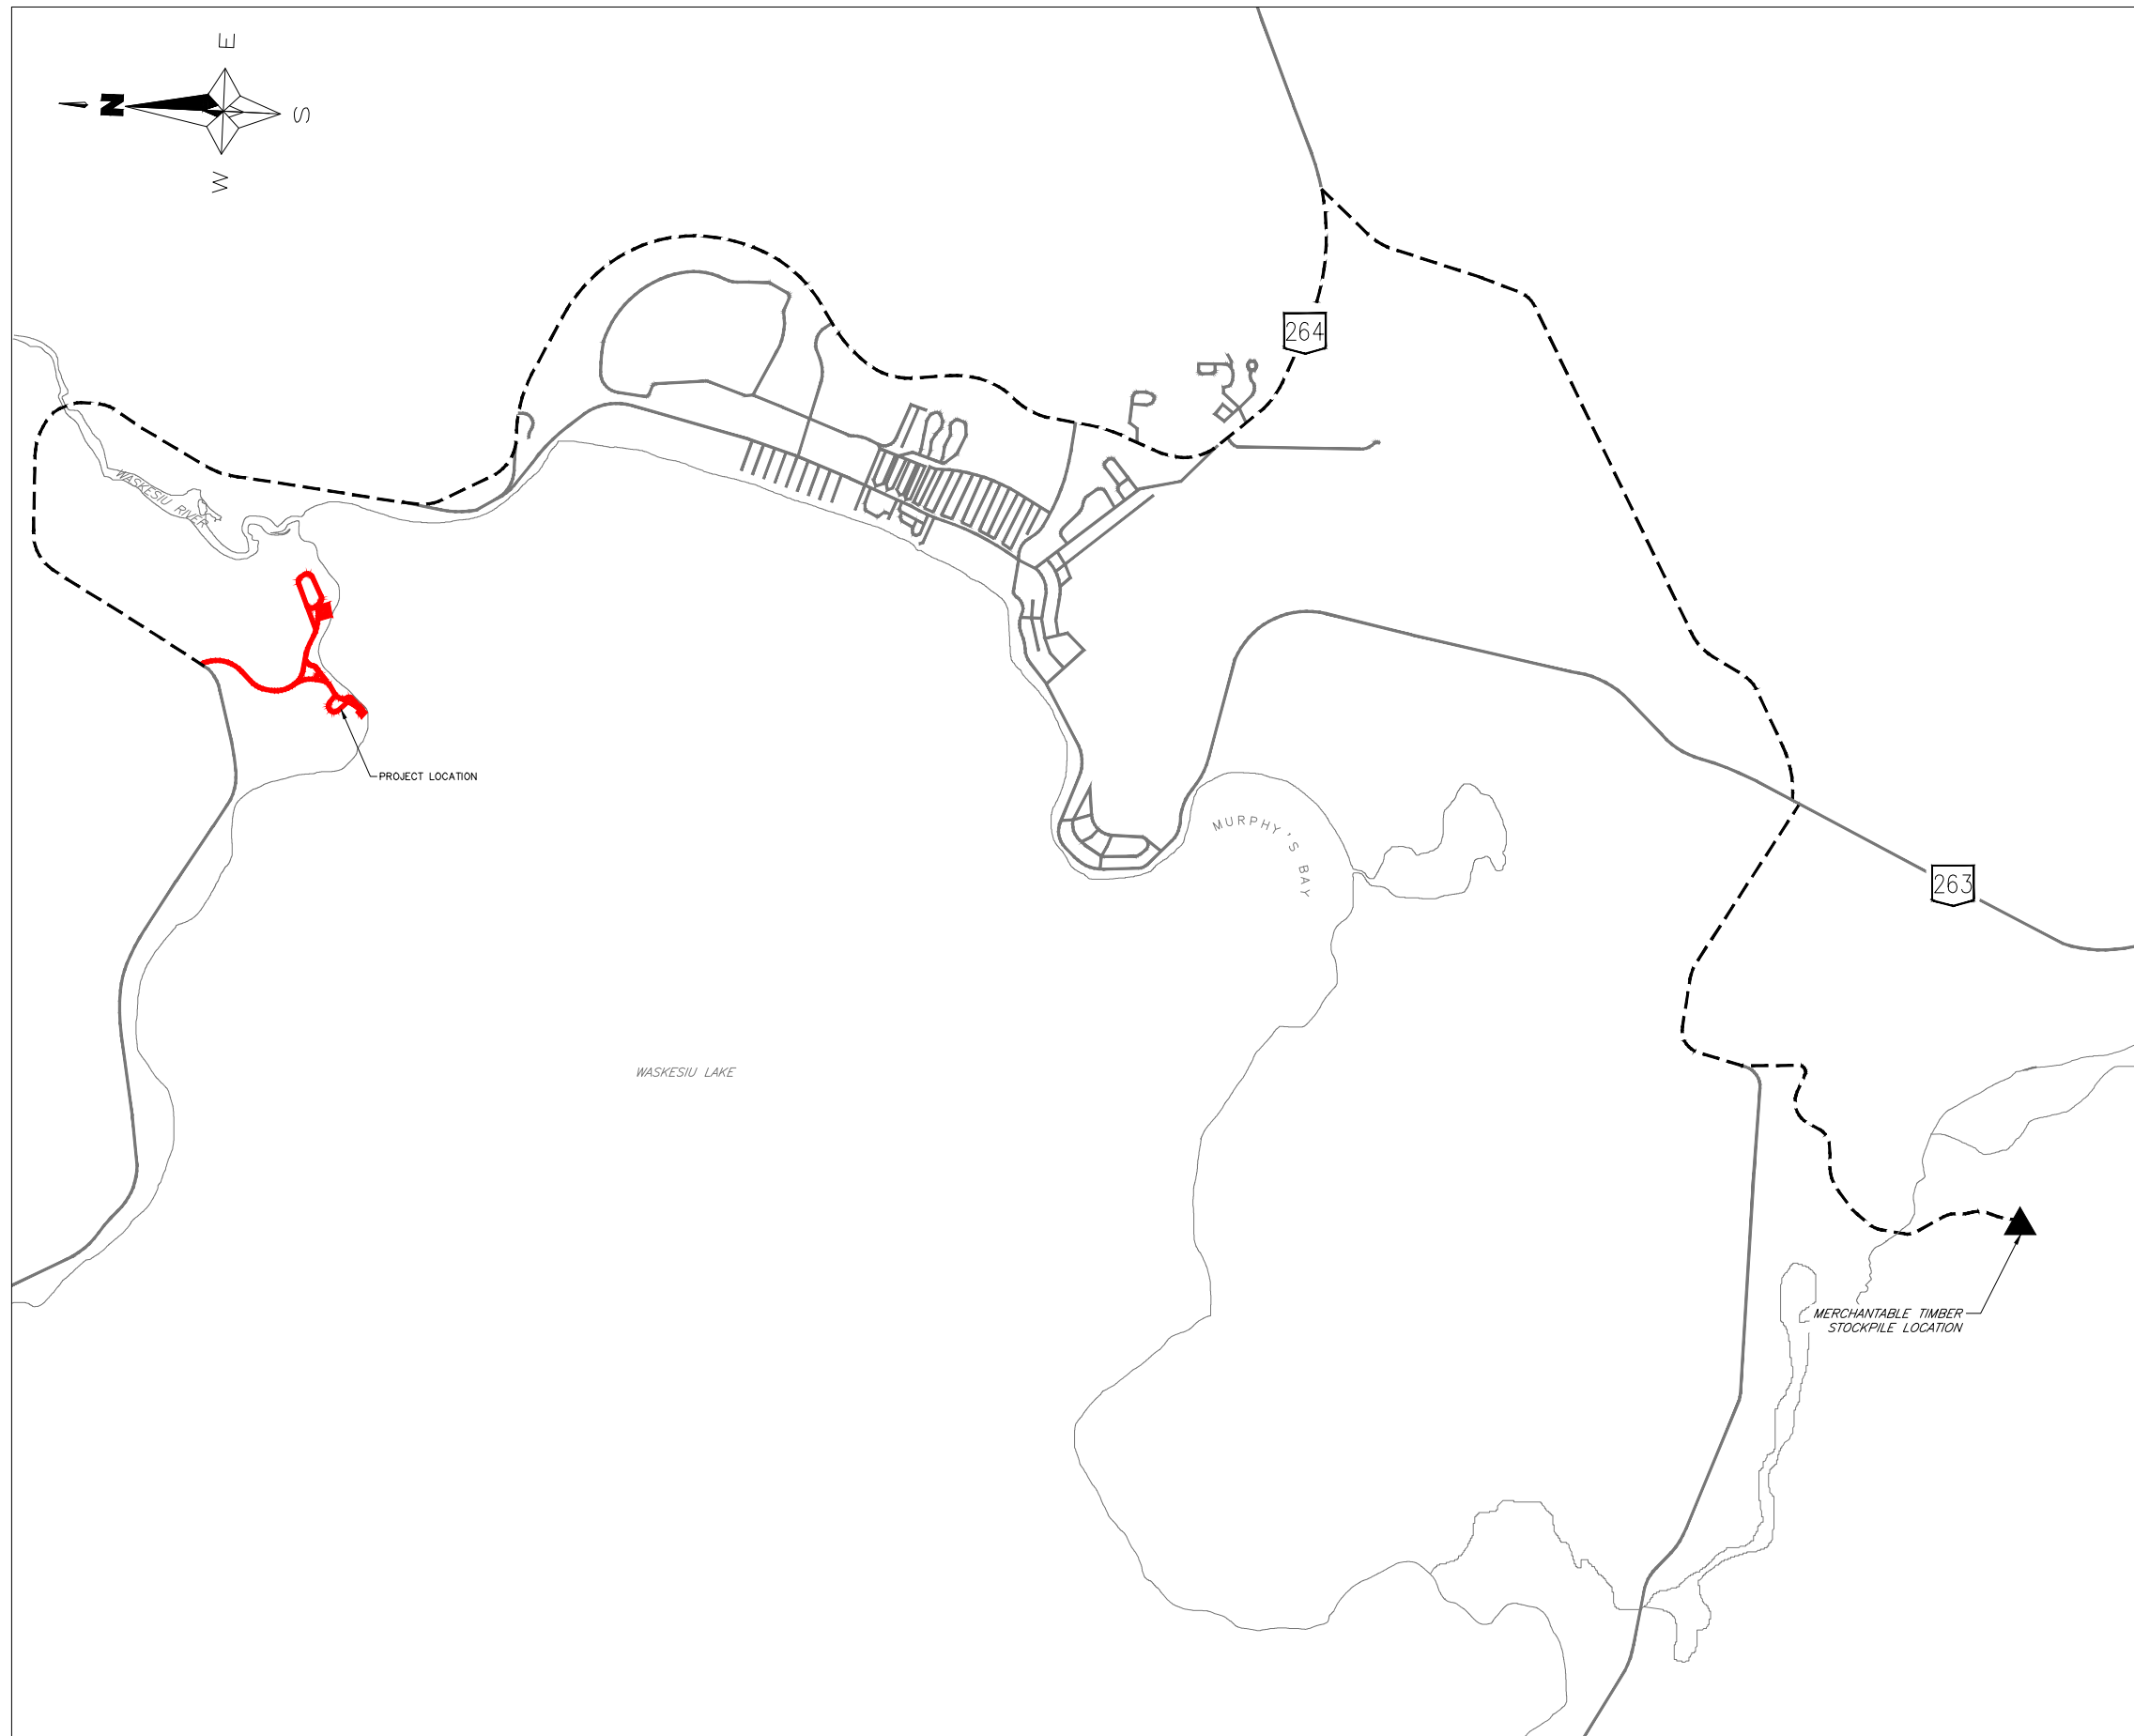 E
N
S
W
264
WASKESIU
RIVER
PROJECT LOCATION
MURPHY'S BAY
263
WASKESIU LAKE
MERCHANTABLE TIMBER
STOCKPILE LOCATION